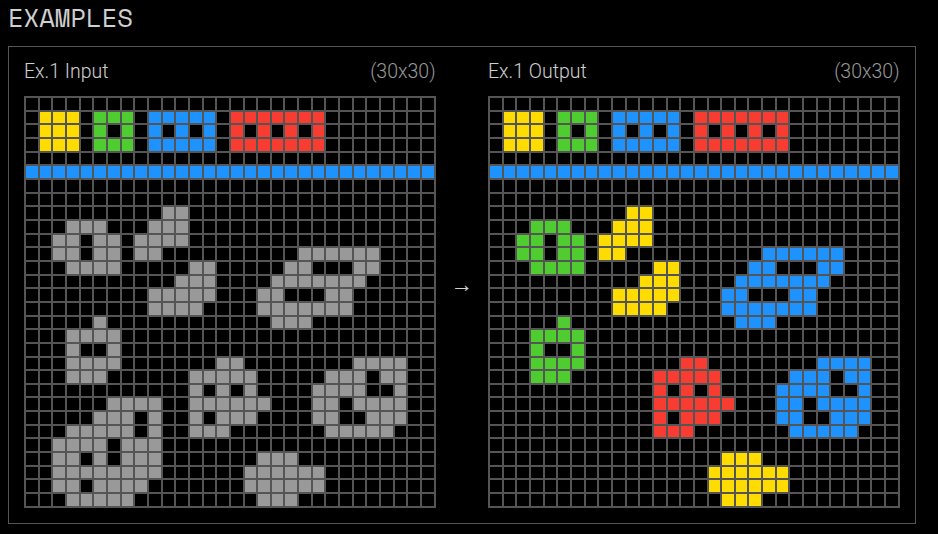 EXAMPLES
Ex.1 Input (30x30)
Ex.1 Output (30x30)
→